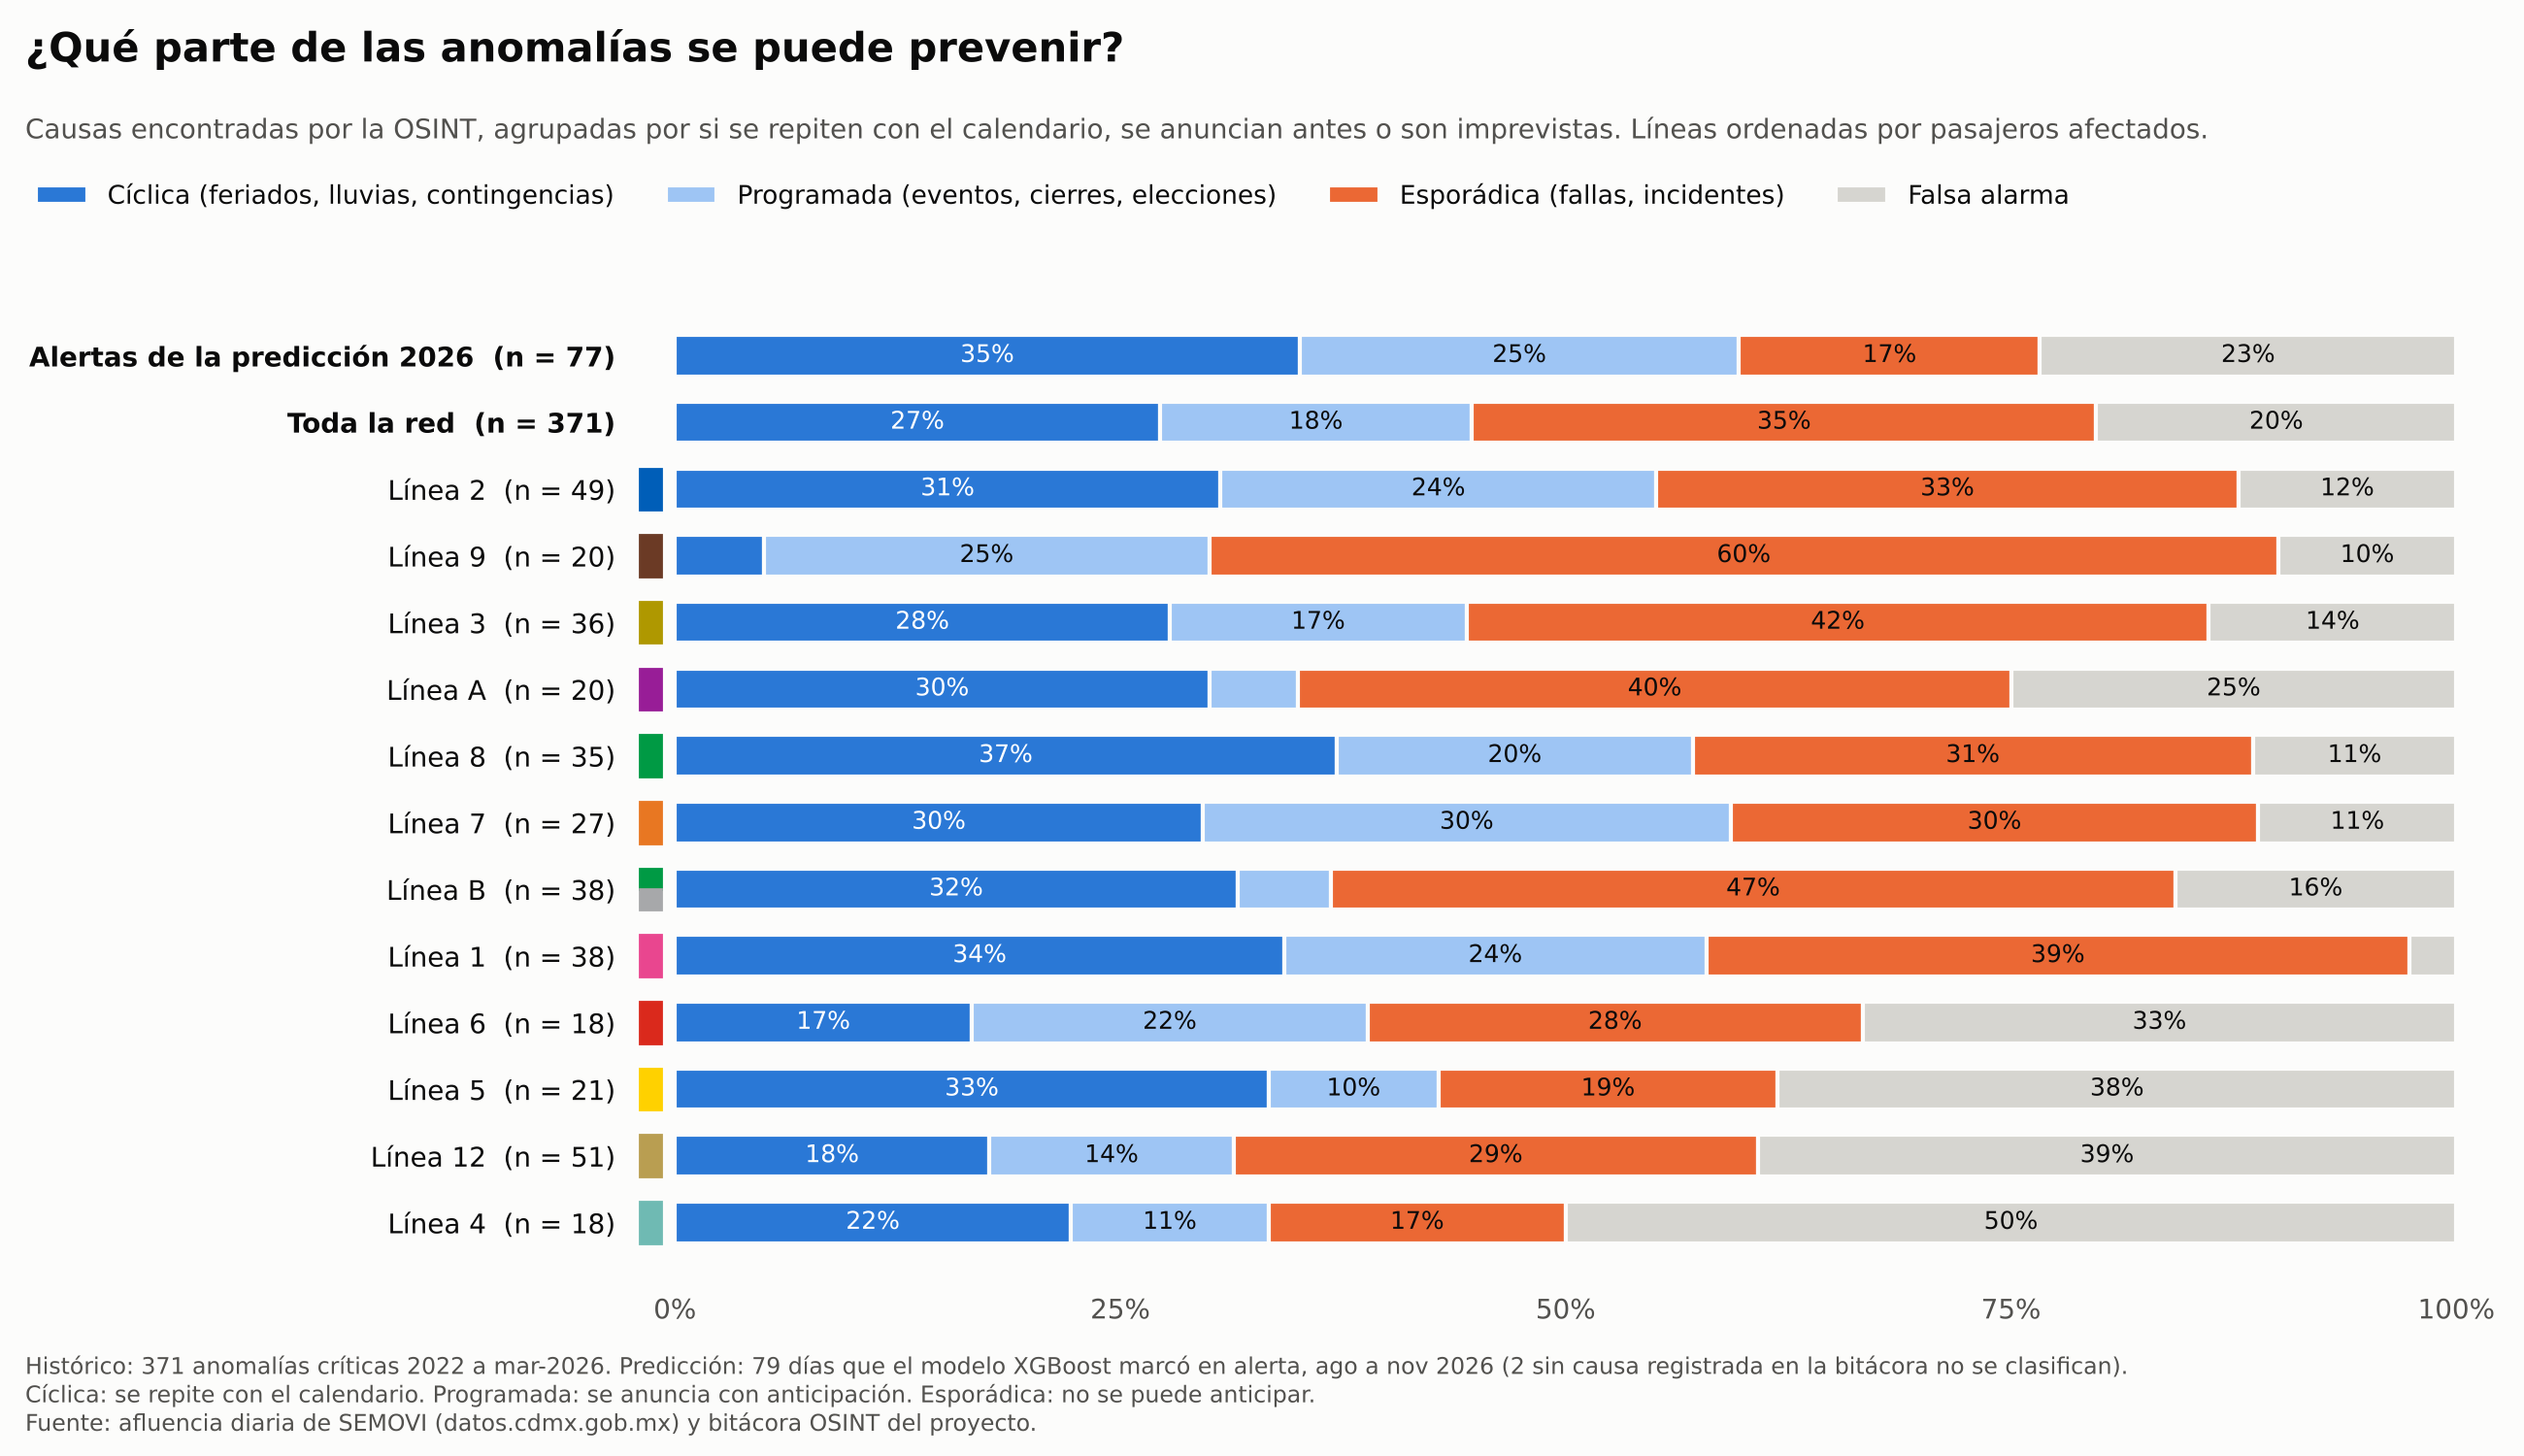 ¿Qué parte de las anomalías se puede prevenir?
Causas encontradas por la OSINT, agrupadas por si se repiten con el calendario, se anuncian antes o son imprevistas. Líneas ordenadas por pasajeros afectados.
Cíclica (feriados, lluvias, contingencias) Programada (eventos, cierres, elecciones) Esporádica (fallas, incidentes) Falsa alarma
Alertas de la predicción 2026 (n = 77) 35% 25% 17% 23%
Toda la red (n = 371) 27% 18% 35% 20%
Línea 2 (n = 49) 31% 24% 33% 12%
Línea 9 (n = 20) 25% 60% 10%
Línea 3 (n = 36) 28% 17% 42% 14%
Línea A (n = 20) 30% 40% 25%
Línea 8 (n = 35) 37% 20% 31% 11%
Línea 7 (n = 27) 30% 30% 30% 11%
Línea B (n = 38) 32% 47% 16%
Línea 1 (n = 38) 34% 24% 39%
Línea 6 (n = 18) 17% 22% 28% 33%
Línea 5 (n = 21) 33% 10% 19% 38%
Línea 12 (n = 51) 18% 14% 29% 39%
Línea 4 (n = 18) 22% 11% 17% 50%
0% 25% 50% 75% 100%
Histórico: 371 anomalías críticas 2022 a mar-2026. Predicción: 79 días que el modelo XGBoost marcó en alerta, ago a nov 2026 (2 sin causa registrada en la bitácora no se clasifican).
Cíclica: se repite con el calendario. Programada: se anuncia con anticipación. Esporádica: no se puede anticipar.
Fuente: afluencia diaria de SEMOVI (datos.cdmx.gob.mx) y bitácora OSINT del proyecto.